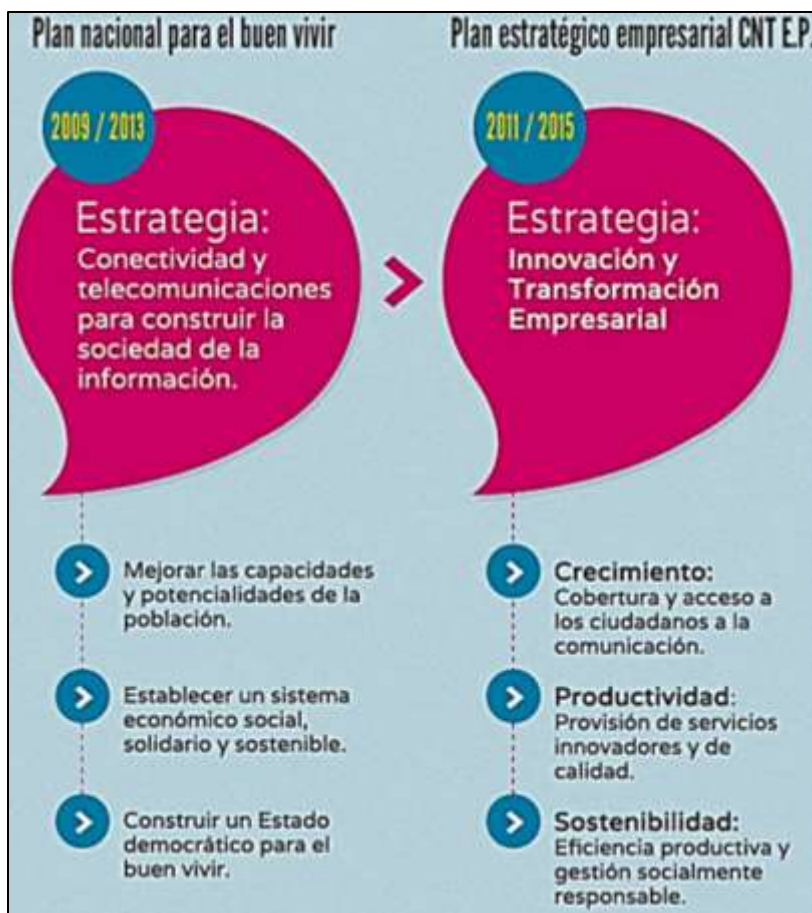 Plan nacional para el buen vivir
2009 / 2013
Estrategia:
Conectividad y
telecomunicaciones
para construir la
sociedad de la
información.
Mejorar las capacidades
y potencialidades de la
población.
Establecer un sistema
económico social,
solidario y sostenible.
Construir un Estado
democrático para el
buen vivir.
Plan estratégico empresarial CNT E.P.
2011 / 2015
Estrategia:
Innovación y
Transformación
Empresarial
Crecimiento:
Cobertura y acceso a
los ciudadanos a la
comunicación.
Productividad:
Provisión de servicios
innovadores y de
calidad.
Sostenibilidad:
Eficiencia productiva y
gestión socialmente
responsable.